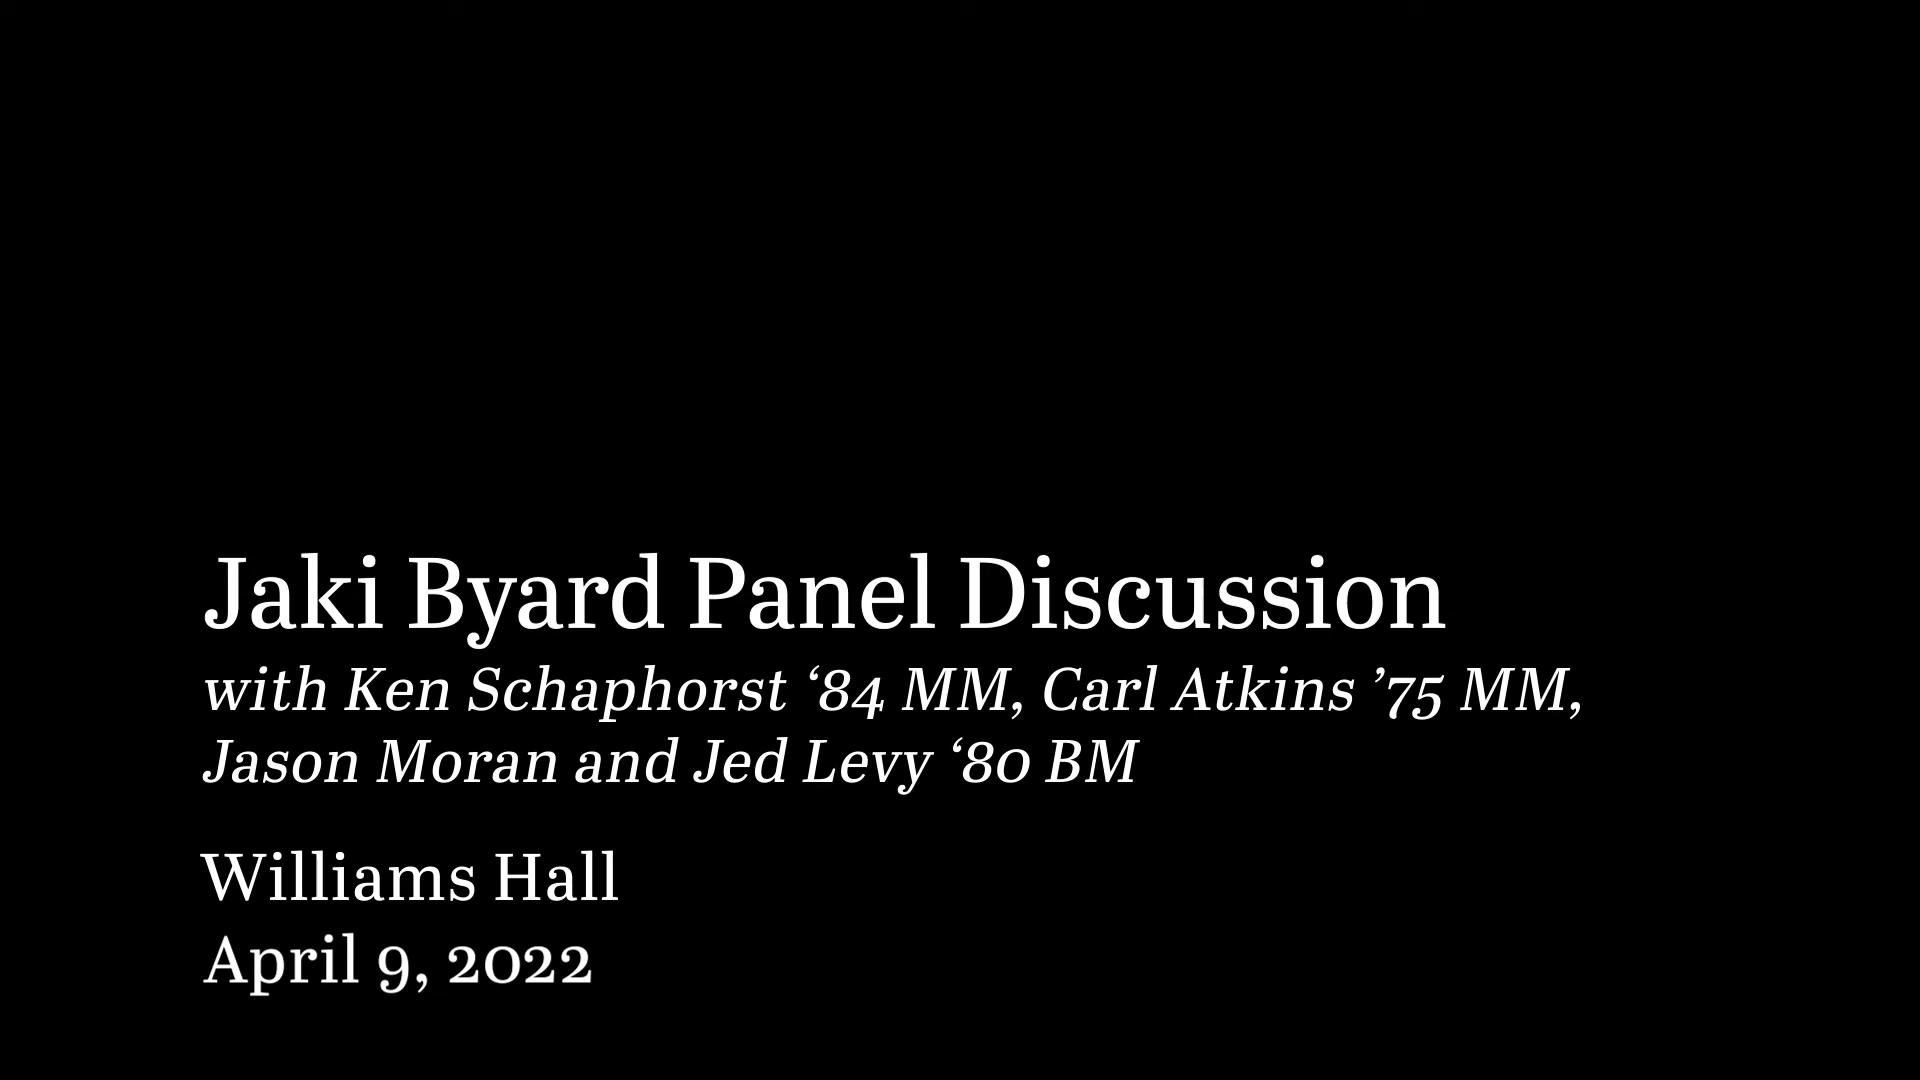 Jaki Byard Panel Discussion
with Ken Schaphorst ‘84 MM, Carl Atkins ’75 MM,
Jason Moran and Jed Levy ‘80 BM
Williams Hall
April 9, 2022